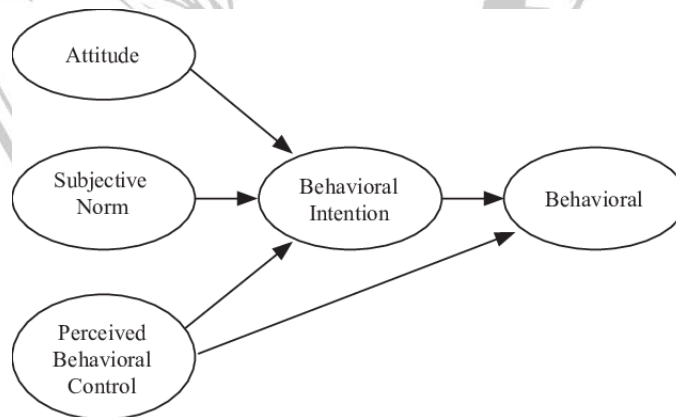 Attitude
Subjective
Norm
Behavioral
Intention
Behavioral
Perceived
Behavioral
Control